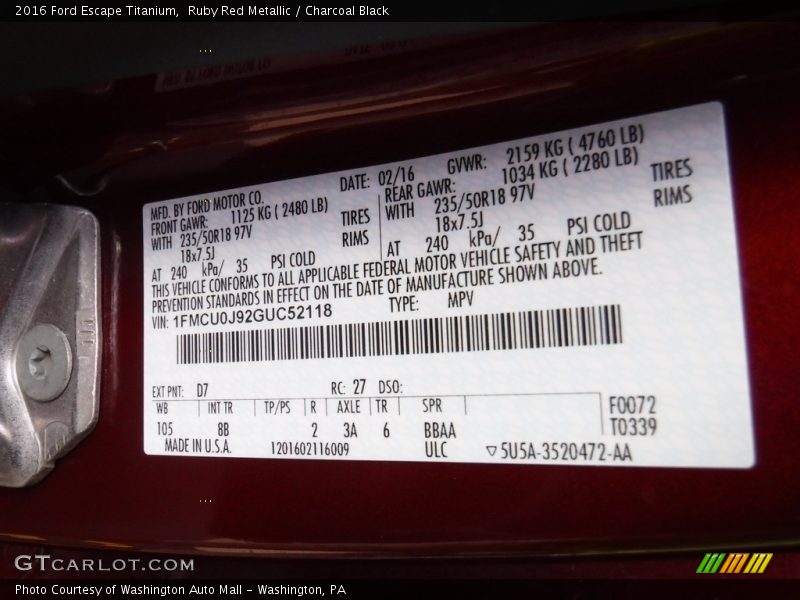 2016 Ford Escape Titanium,  Ruby Red Metallic / Charcoal Black
MFD. BY FORD MOTOR CO. DATE: 02/16 GVWR: 2159 KG ( 4760 LB)
FRONT GAWR: 1125 KG ( 2480 LB) REAR GAWR: 1034 KG ( 2280 LB)
WITH 235/50R18 97V TIRES WITH 235/50R18 97V TIRES
18x7.5J RIMS 18x7.5J RIMS
AT 240 kPa/ 35 PSI COLD AT 240 kPa/ 35 PSI COLD
THIS VEHICLE CONFORMS TO ALL APPLICABLE FEDERAL MOTOR VEHICLE SAFETY AND THEFT
PREVENTION STANDARDS IN EFFECT ON THE DATE OF MANUFACTURE SHOWN ABOVE.
VIN: 1FMCU0J92GUC52118 TYPE: MPV
EXT PNT: D7 RC: 27 DSO:
WB INT TR TP/PS R AXLE TR SPR F0072
105 8B 2 3A 6 BBAA T0339
MADE IN U.S.A. 1201602116009 ULC ▽5U5A-3520472-AA
GTCARLOT.COM
Photo Courtesy of Washington Auto Mall - Washington, PA